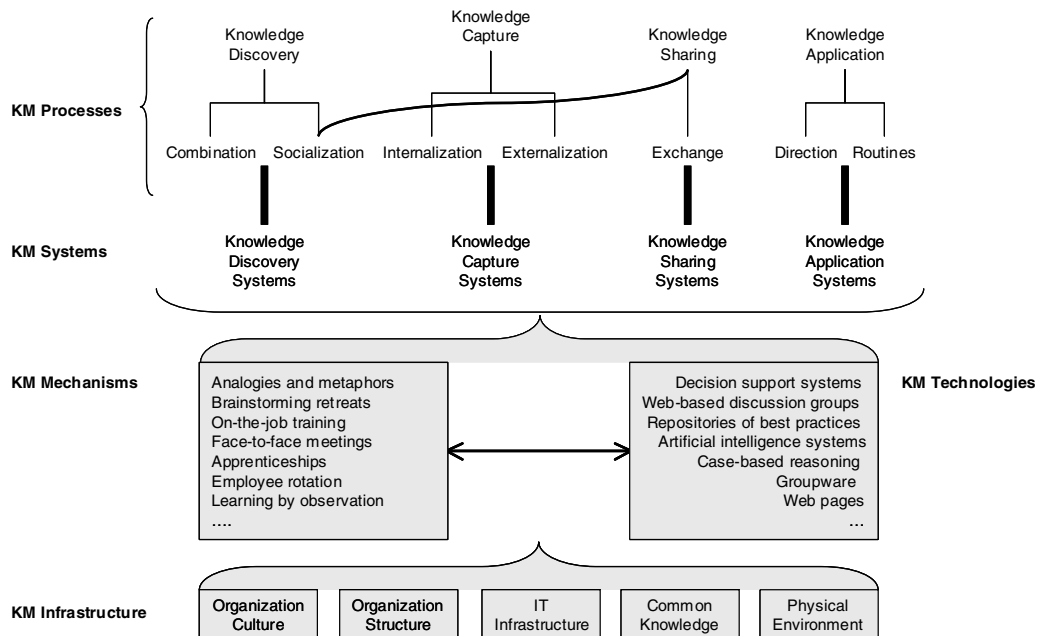 Knowledge
Discovery
Knowledge
Capture
Knowledge
Sharing
Knowledge
Application
KM Processes
Combination
Socialization
Internalization
Externalization
Exchange
Direction
Routines
KM Systems
Knowledge
Discovery
Systems
Knowledge
Capture
Systems
Knowledge
Sharing
Systems
Knowledge
Application
Systems
KM Mechanisms
Analogies and metaphors
Brainstorming retreats
On-the-job training
Face-to-face meetings
Apprenticeships
Employee rotation
Learning by observation
....
Decision support systems
Web-based discussion groups
Repositories of best practices
Artificial intelligence systems
Case-based reasoning
Groupware
Web pages
...
KM Technologies
KM Infrastructure
Organization
Culture
Organization
Structure
IT
Infrastructure
Common
Knowledge
Physical
Environment